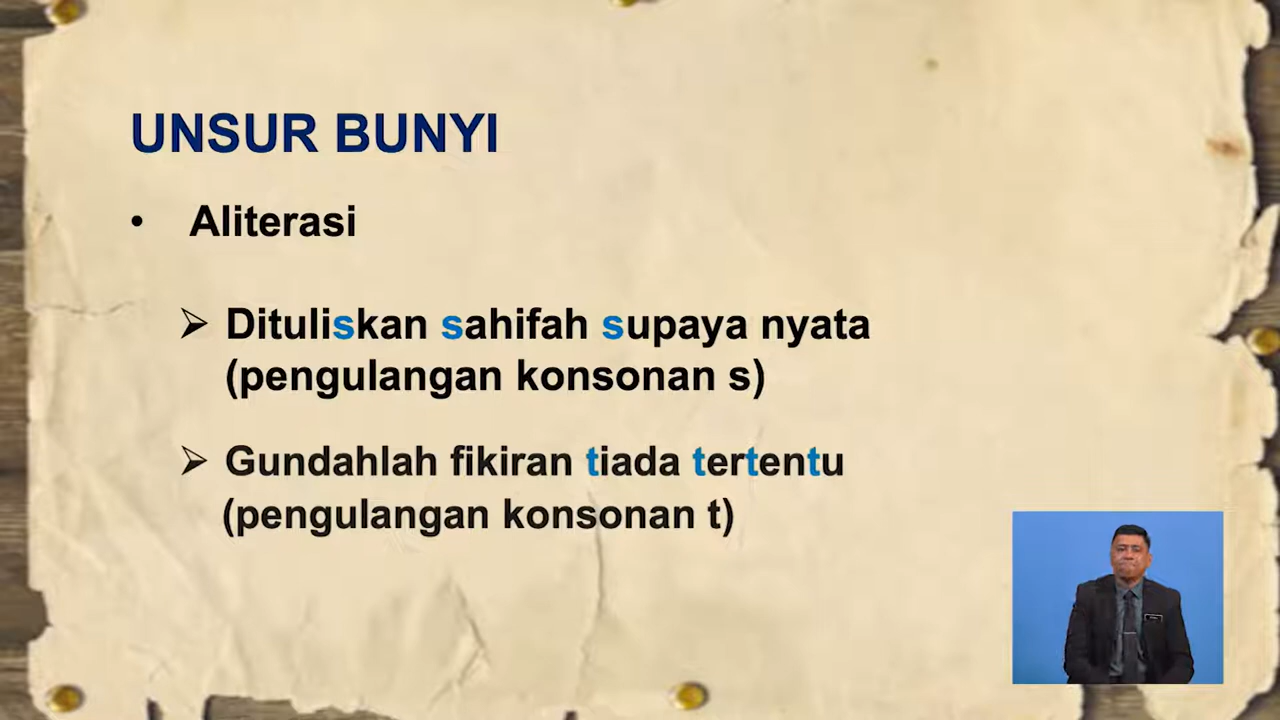 UNSUR BUNYI
• Aliterasi
➢ Dituliskan sahifah supaya nyata
(pengulangan konsonan s)
➢ Gundahlah fikiran tiada tertentu
(pengulangan konsonan t)